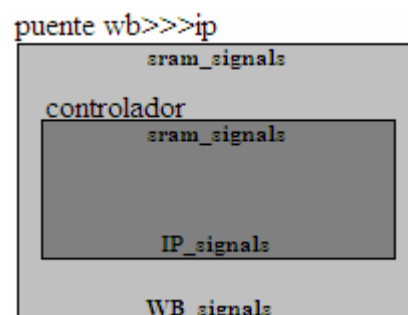 puente wb>>>ip
sram_signals
controlador
sram_signals
IP_signals
WB_signals